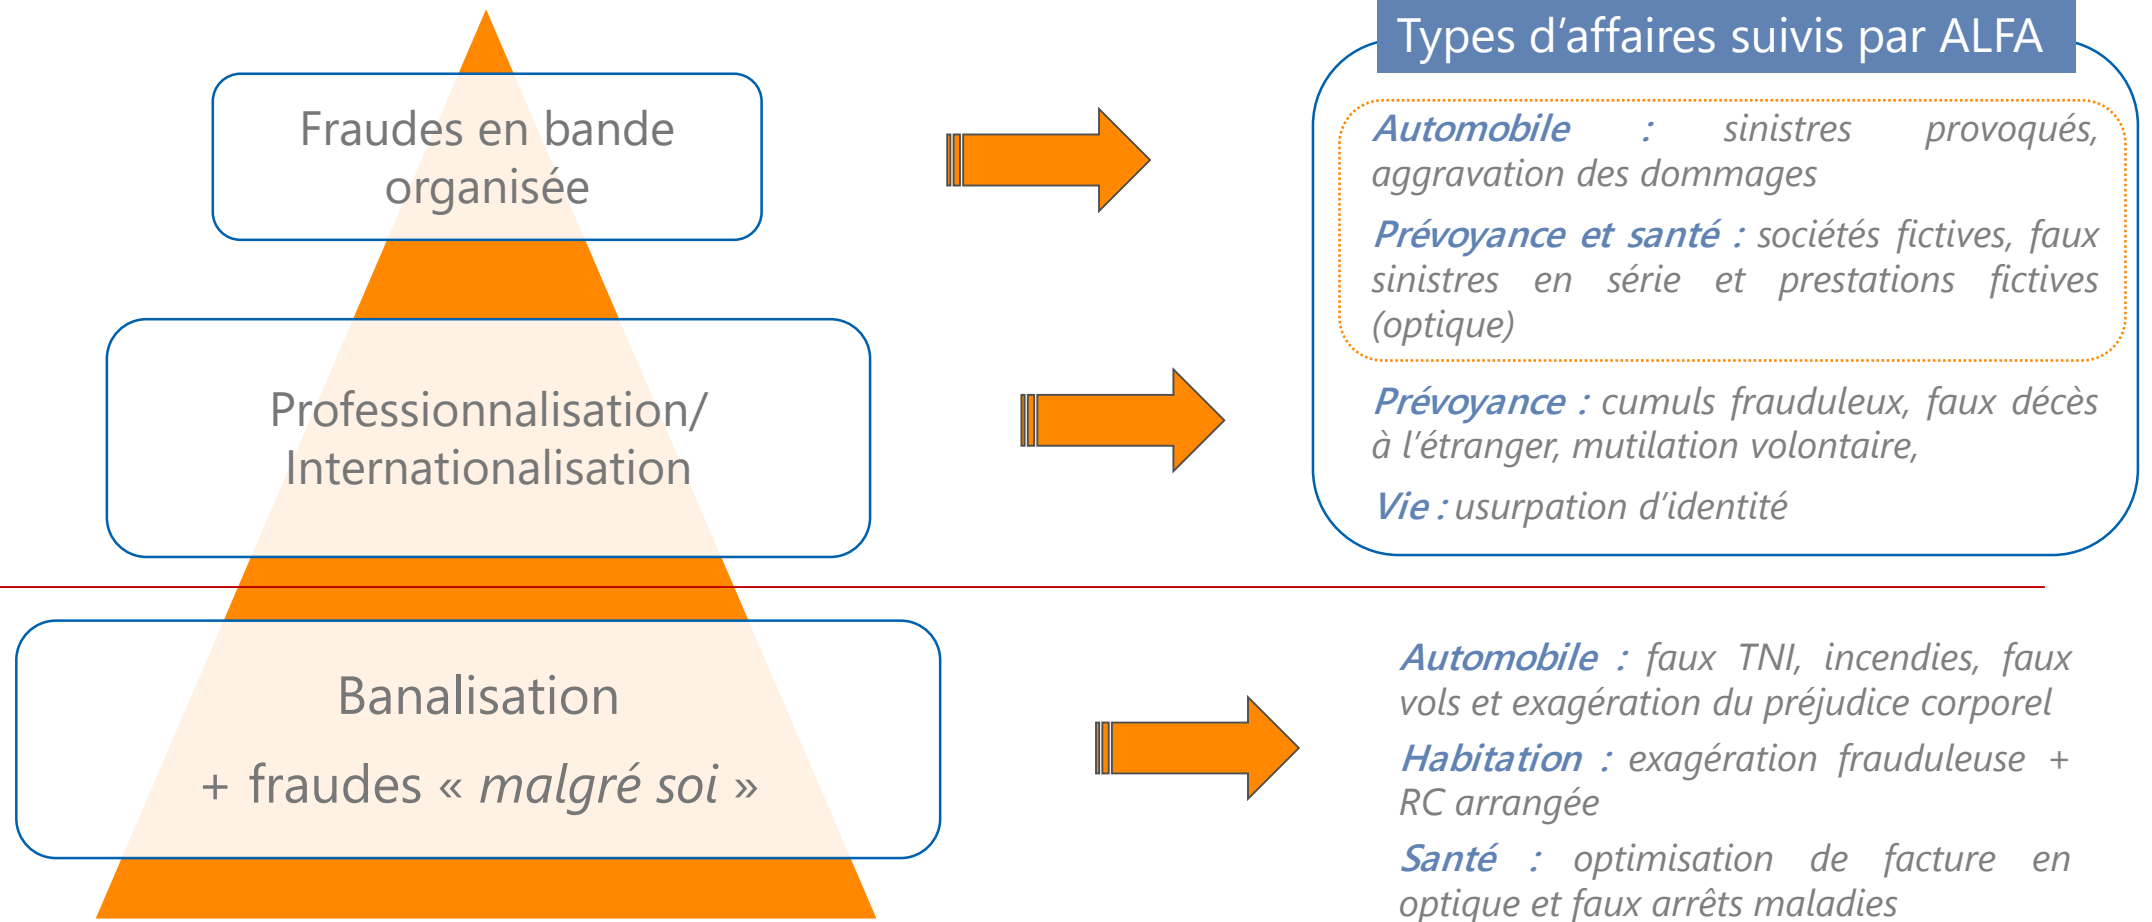 Types d’affaires suivis par ALFA
Fraudes en bande
organisée
Automobile : sinistres provoqués,
aggravation des dommages
Prévoyance et santé : sociétés fictives, faux
sinistres en série et prestations fictives
(optique)
Professionnalisation/
Internationalisation
Prévoyance : cumuls frauduleux, faux décès
à l’étranger, mutilation volontaire,
Vie : usurpation d’identité
Banalisation
+ fraudes « malgré soi »
Automobile : faux TNI, incendies, faux
vols et exagération du préjudice corporel
Habitation : exagération frauduleuse +
RC arrangée
Santé : optimisation de facture en
optique et faux arrêts maladies